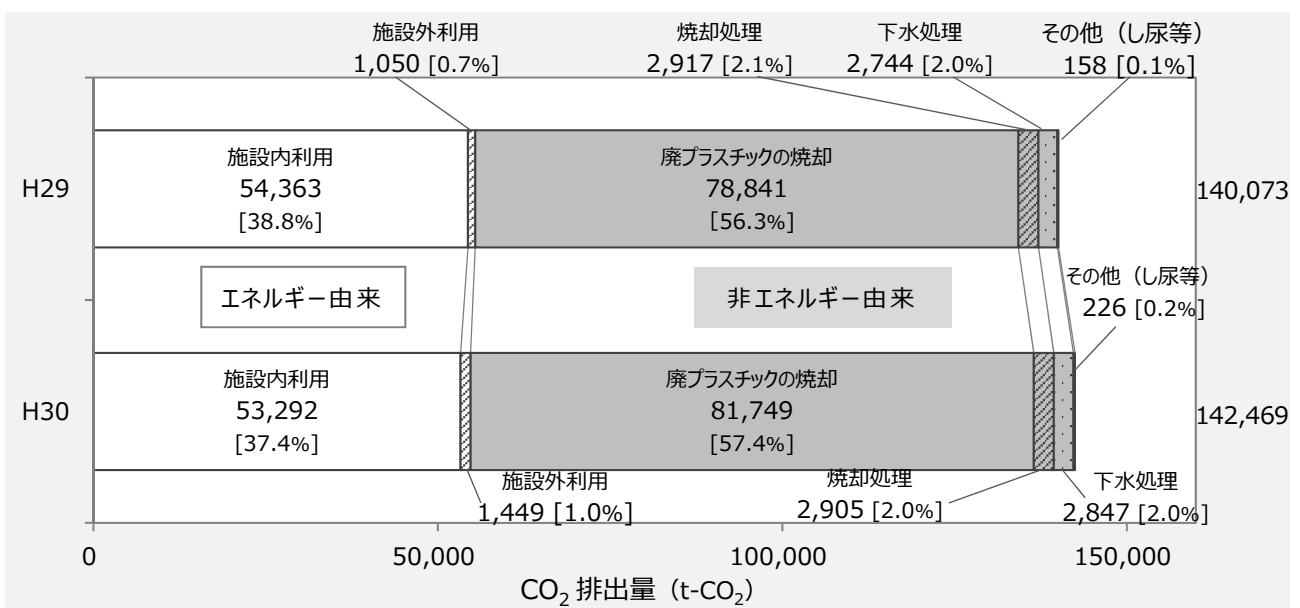 施設外利用
1,050 [0.7%]
焼却処理
2,917 [2.1%]
下水処理
2,744 [2.0%]
その他（し尿等）
158 [0.1%]
H29
施設内利用
54,363
[38.8%]
廃プラスチックの焼却
78,841
[56.3%]
140,073
エネルギー由来
非エネルギー由来
その他（し尿等）
226 [0.2%]
H30
施設内利用
53,292
[37.4%]
廃プラスチックの焼却
81,749
[57.4%]
142,469
施設外利用
1,449 [1.0%]
焼却処理
2,905 [2.0%]
下水処理
2,847 [2.0%]
0
50,000
100,000
150,000
CO₂ 排出量（t-CO₂）